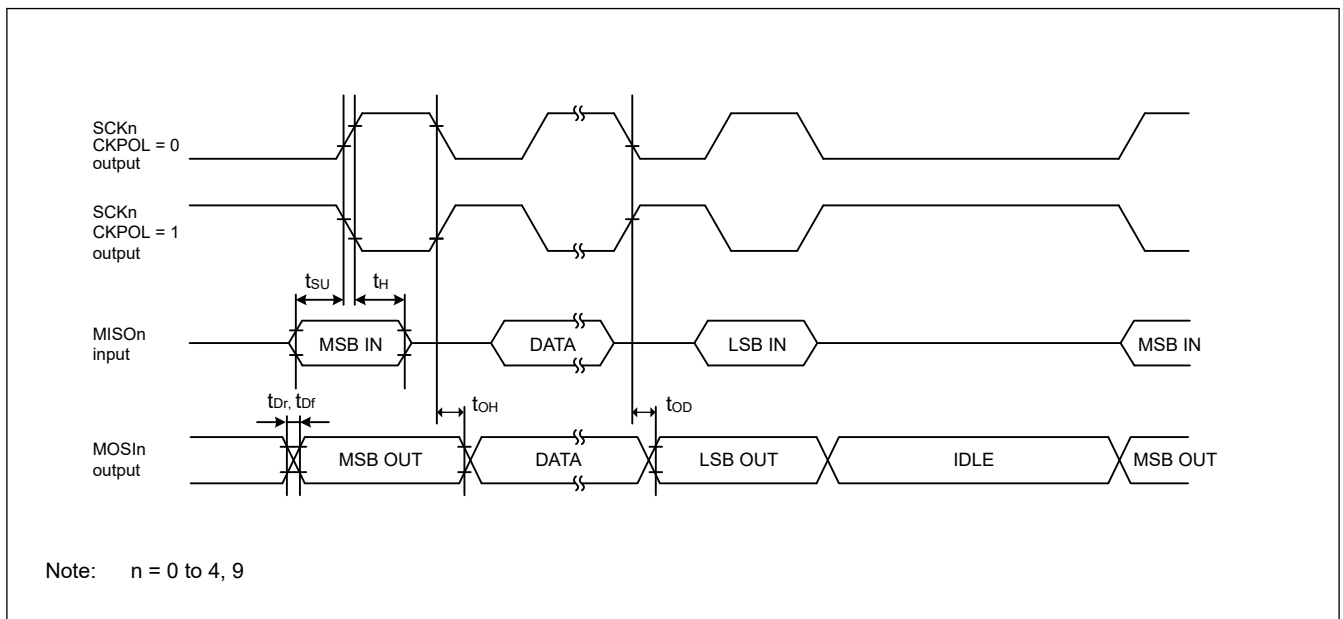 SCKn
CKPOL = 0
output
SCKn
CKPOL = 1
output
tSU
tH
MISOn
input
MSB IN
DATA
LSB IN
MSB IN
tDr, tDf
tOH
tOD
MOSIn
output
MSB OUT
DATA
LSB OUT
IDLE
MSB OUT
Note: n = 0 to 4, 9